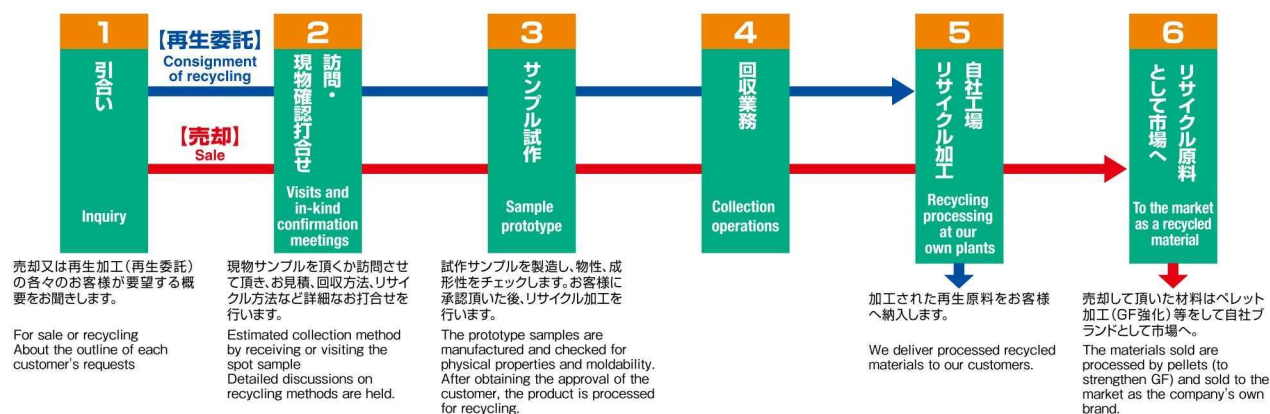 1
引合い
Inquiry
売却又は再生加工(再生委託)
の各々のお客様が要望する概
要をお聞きします。
For sale or recycling
About the outline of each
customer's requests
【再生委託】
Consignment
of recycling
【売却】
Sale
2
訪問・
現物確認打合せ
Visits and
in-kind
confirmation
meetings
現物サンプルを頂くか訪問させ
て頂き、お見積、回収方法、リサイ
クル方法など詳細なお打合せを
行います。
Estimated collection method
by receiving or visiting the
spot sample
Detailed discussions on
recycling methods are held.
3
サンプル試作
Sample
prototype
試作サンプルを製造し、物性、成
形性をチェックします。お客様に
承認頂いた後、リサイクル加工を
行います。
The prototype samples are
manufactured and checked for
physical properties and moldability.
After obtaining the approval of the
customer, the product is processed
for recycling.
4
回収業務
Collection
operations
5
自社工場
リサイクル加工
Recycling
processing
at our
own plants
加工された再生原料をお客様
へ納入します。
We deliver processed recycled
materials to our customers.
6
リサイクル原料
として市場へ
To the market
as a recycled
material
売却して頂いた材料はペレット
加工(GF強化)等をして自社ブ
ランドとして市場へ。
The materials sold are
processed by pellets (to
strengthen GF) and sold to the
market as the company's own
brand.